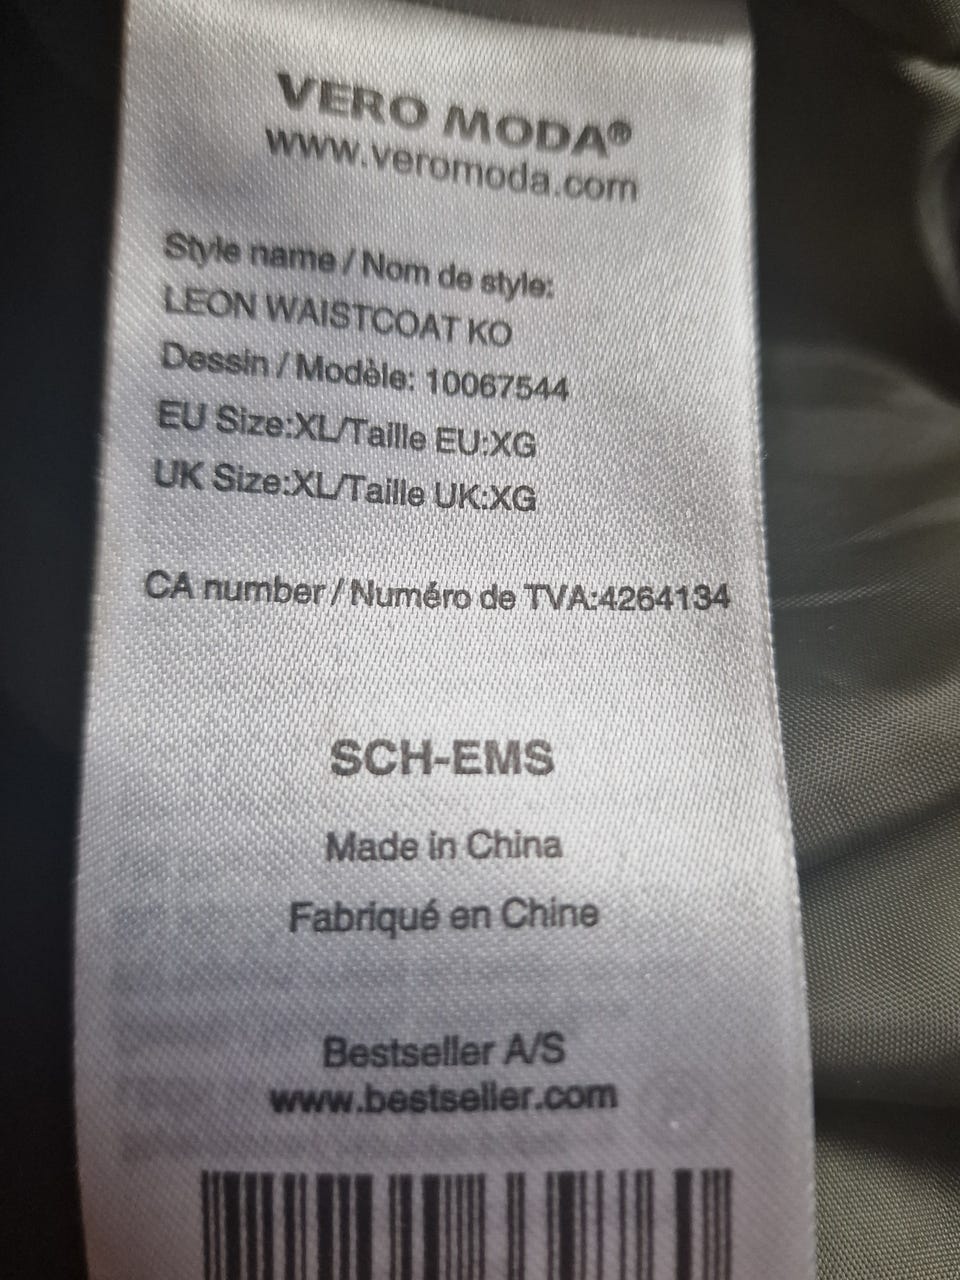 VERO MODA®
www.veromoda.com
Style name / Nom de style:
LEON WAISTCOAT KO
Dessin / Modèle: 10067544
EU Size:XL/Taille EU:XG
UK Size:XL/Taille UK:XG
CA number / Numéro de TVA:4264134
SCH-EMS
Made in China
Fabriqué en Chine
Bestseller A/S
www.bestseller.com